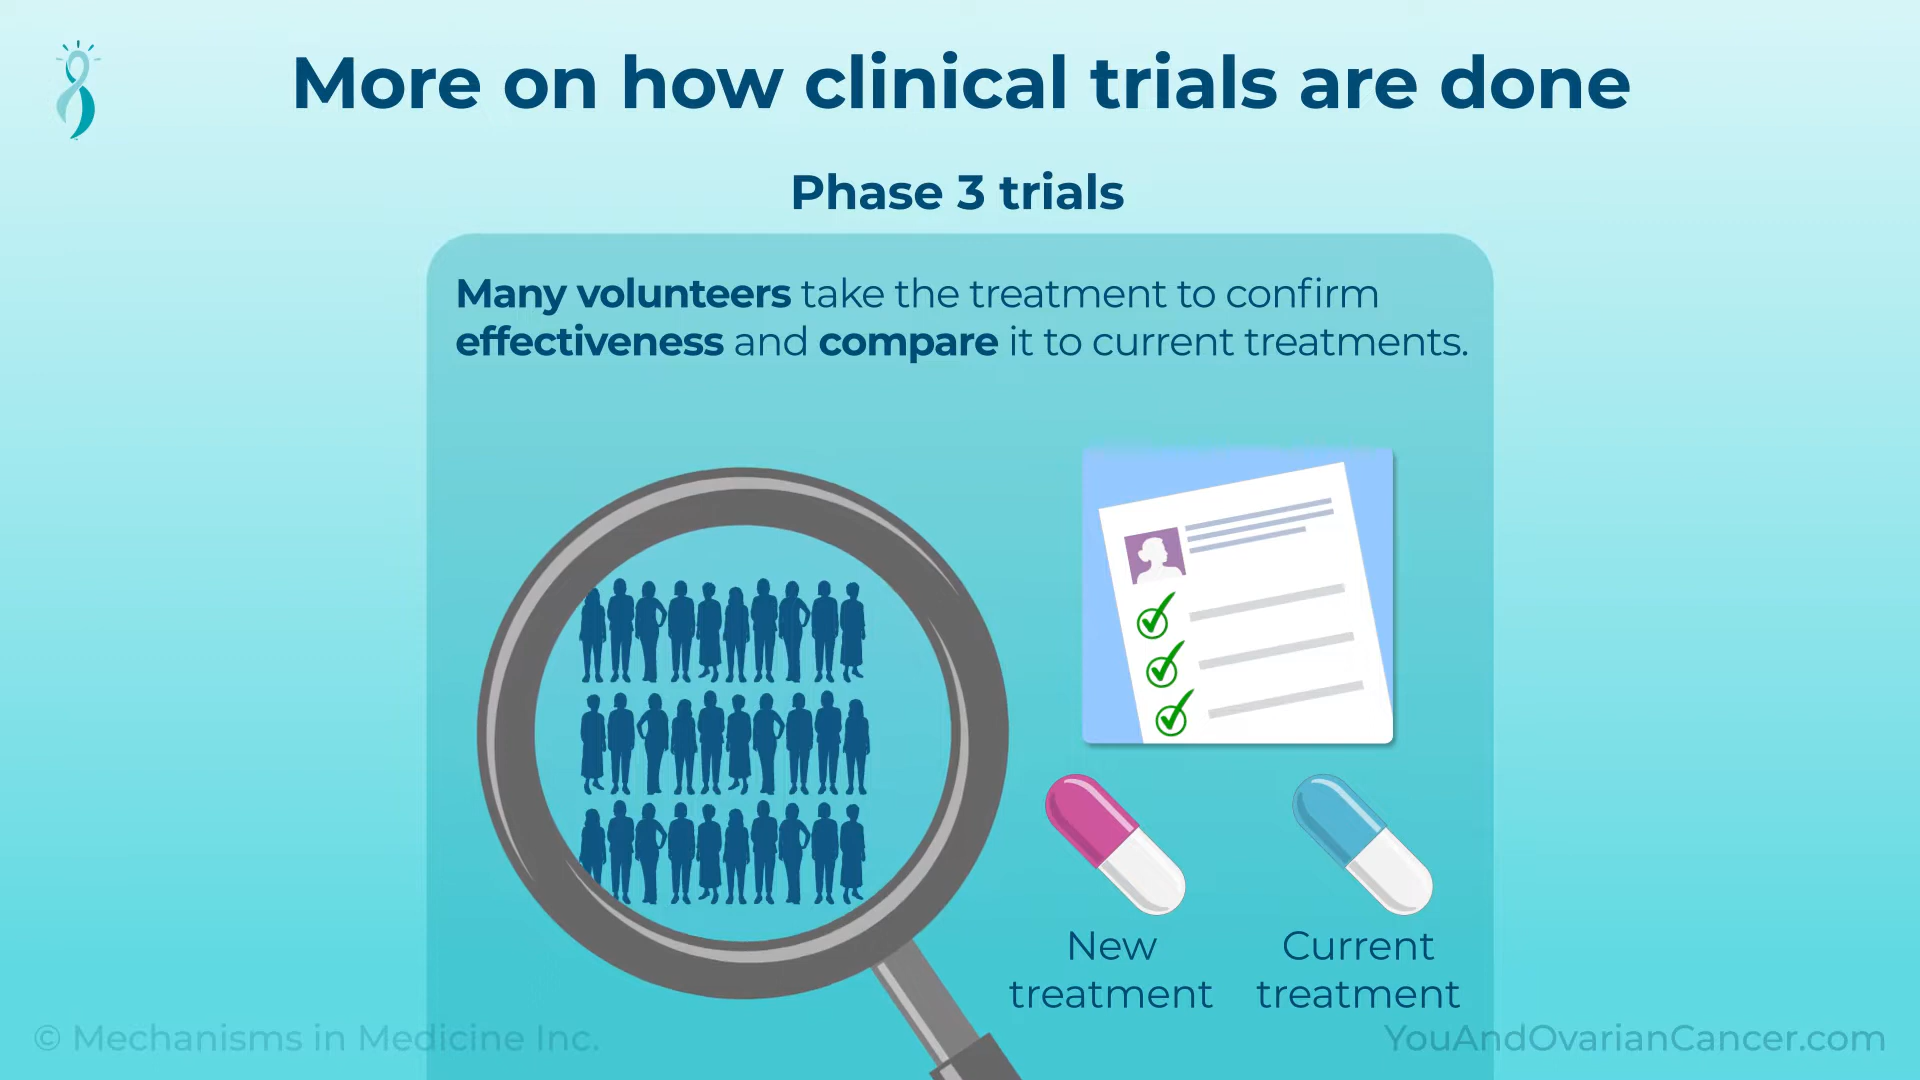 More on how clinical trials are done
Phase 3 trials
Many volunteers take the treatment to confirm
effectiveness and compare it to current treatments.
New
treatment
Current
treatment
© Mechanisms in Medicine Inc.
YouAndOvarianCancer.com